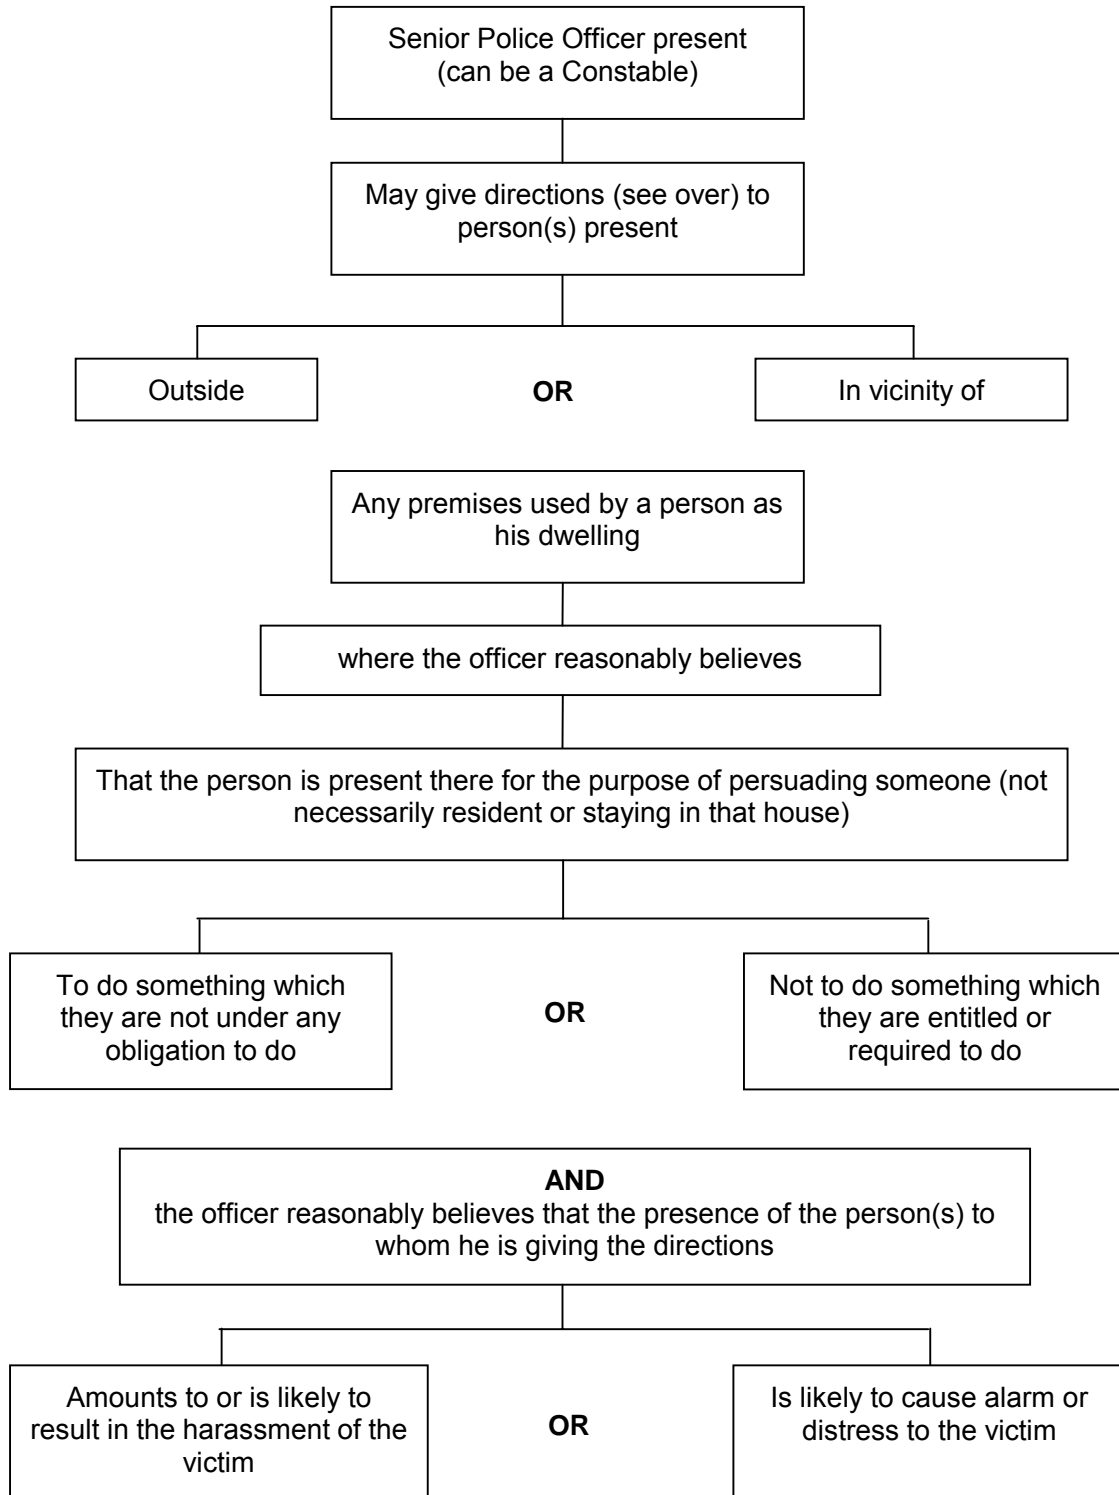 Senior Police Officer present
(can be a Constable)
May give directions (see over) to
person(s) present
Outside
OR
In vicinity of
Any premises used by a person as
his dwelling
where the officer reasonably believes
That the person is present there for the purpose of persuading someone (not
necessarily resident or staying in that house)
To do something which
they are not under any
obligation to do
OR
Not to do something which
they are entitled or
required to do
AND
the officer reasonably believes that the presence of the person(s) to
whom he is giving the directions
Amounts to or is likely to
result in the harassment of the
victim
OR
Is likely to cause alarm or
distress to the victim